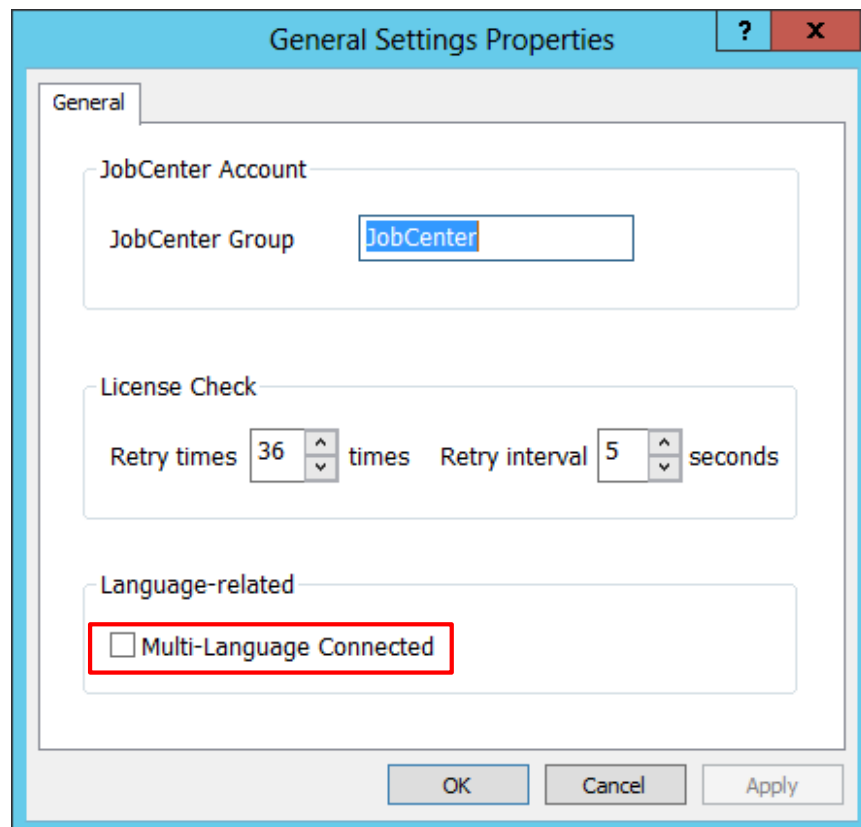 General Settings Properties
? x
General
JobCenter Account
JobCenter Group JobCenter
License Check
Retry times 36 times Retry interval 5 seconds
Language-related
Multi-Language Connected
OK Cancel Apply